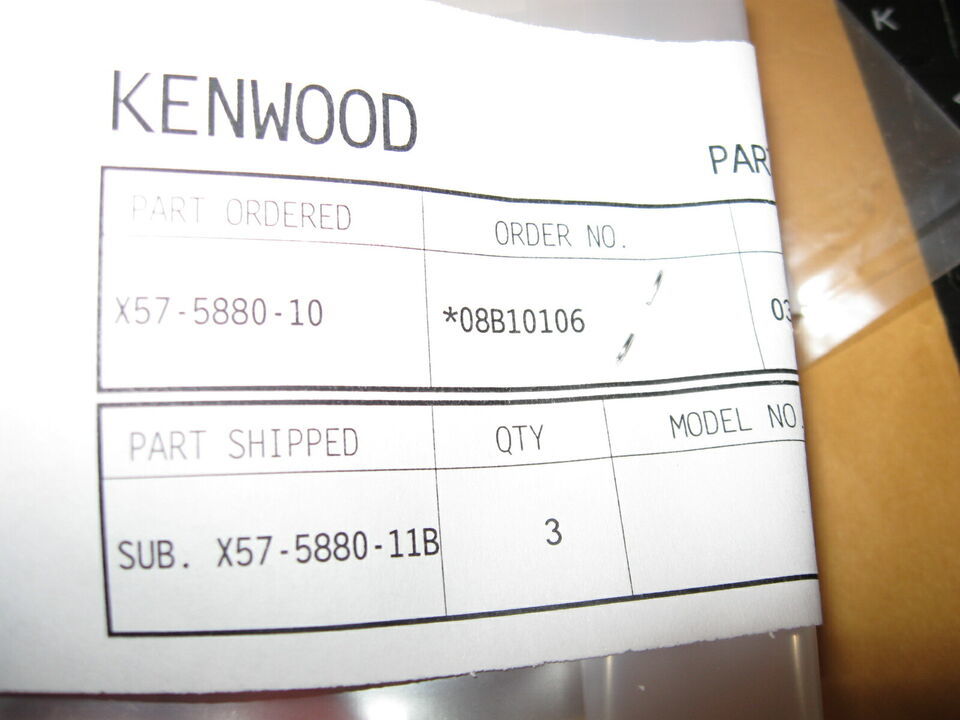 K
KENWOOD
PAR
PART ORDERED
ORDER NO.
X57-5880-10
*08B10106
03
PART SHIPPED
QTY
MODEL NO.
SUB. X57-5880-11B
3